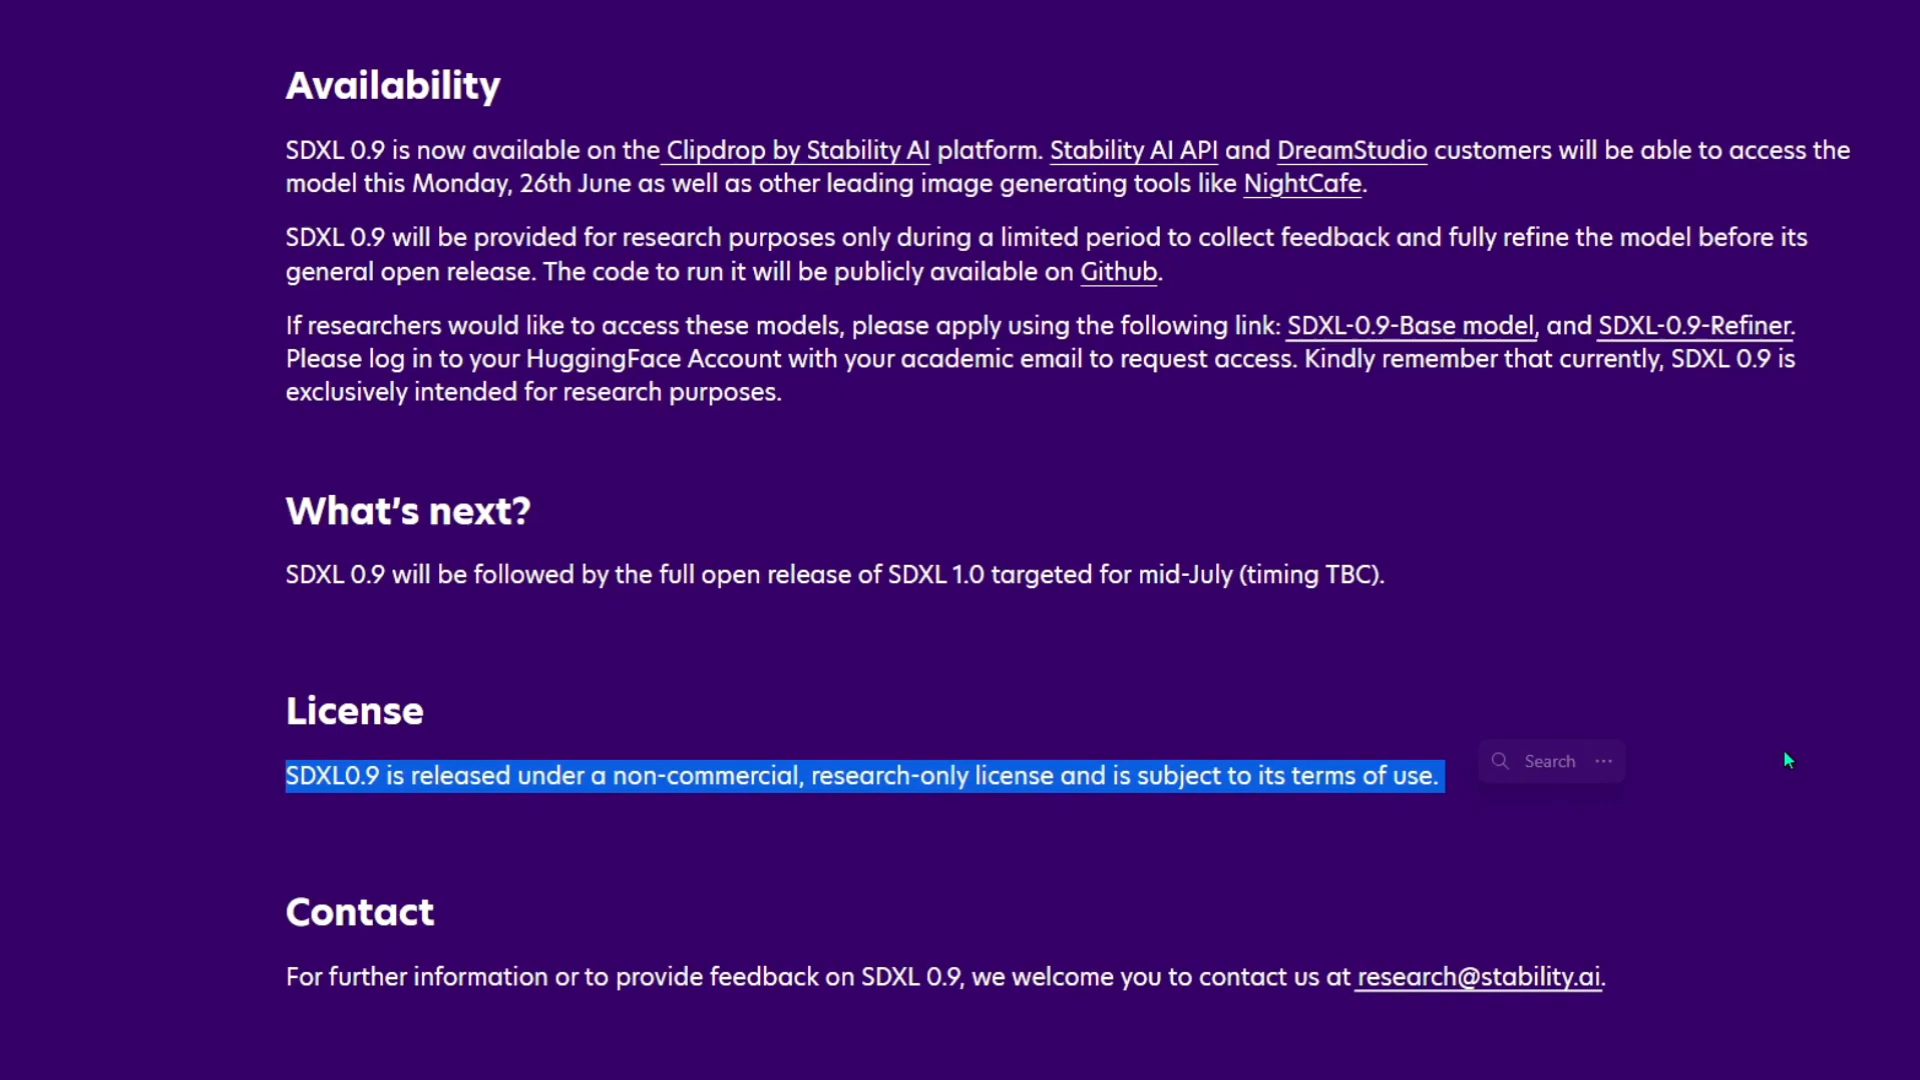 Availability
SDXL 0.9 is now available on the Clipdrop by Stability AI platform. Stability AI API and DreamStudio customers will be able to access the
model this Monday, 26th June as well as other leading image generating tools like NightCafe.
SDXL 0.9 will be provided for research purposes only during a limited period to collect feedback and fully refine the model before its
general open release. The code to run it will be publicly available on Github.
If researchers would like to access these models, please apply using the following link: SDXL-0.9-Base model, and SDXL-0.9-Refiner.
Please log in to your HuggingFace Account with your academic email to request access. Kindly remember that currently, SDXL 0.9 is
exclusively intended for research purposes.
What's next?
SDXL 0.9 will be followed by the full open release of SDXL 1.0 targeted for mid-July (timing TBC).
License
SDXL0.9 is released under a non-commercial, research-only license and is subject to its terms of use.
Search ···
Contact
For further information or to provide feedback on SDXL 0.9, we welcome you to contact us at research@stability.ai.